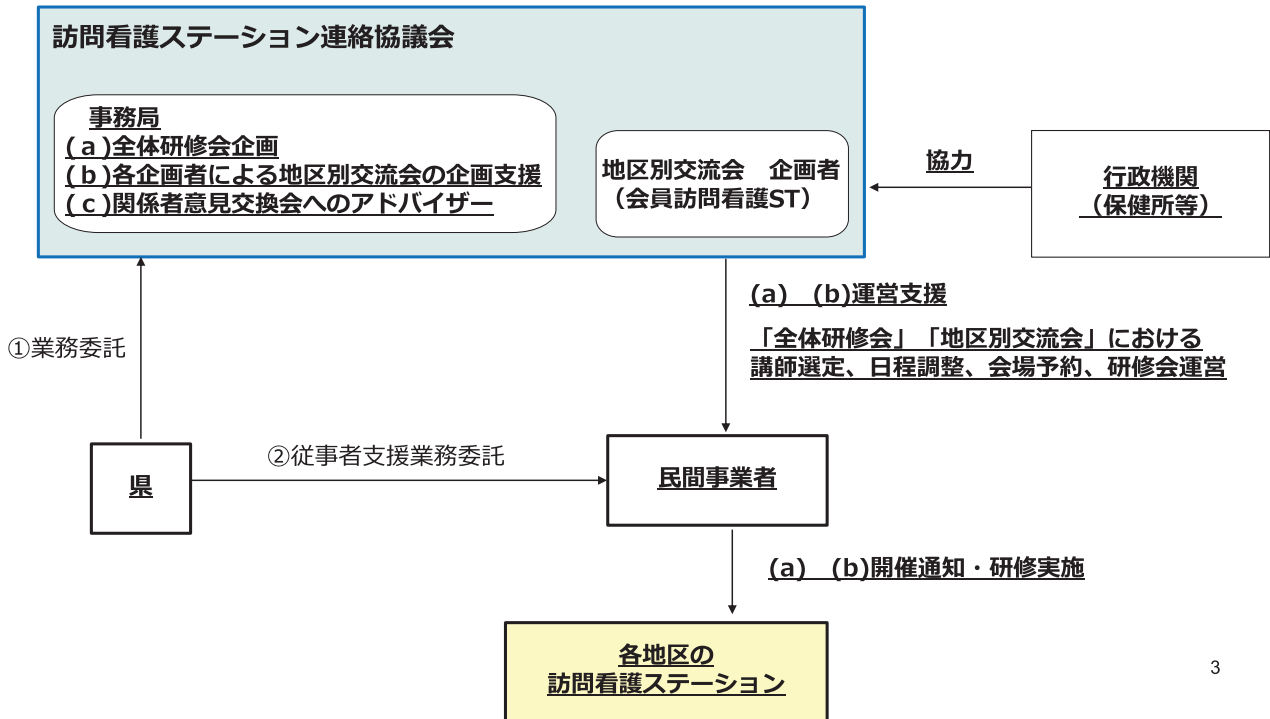 訪問看護ステーション連絡協議会
事務局
(a)全体研修会企画
(b)各企画者による地区別交流会の企画支援
(c)関係者意見交換会へのアドバイザー
地区別交流会　企画者
（会員訪問看護ST）
協力
行政機関
（保健所等）
(a)　(b)運営支援
「全体研修会」「地区別交流会」における
講師選定、日程調整、会場予約、研修会運営
①業務委託
②従事者支援業務委託
県
民間事業者
(a)　(b)開催通知・研修実施
各地区の
訪問看護ステーション
3